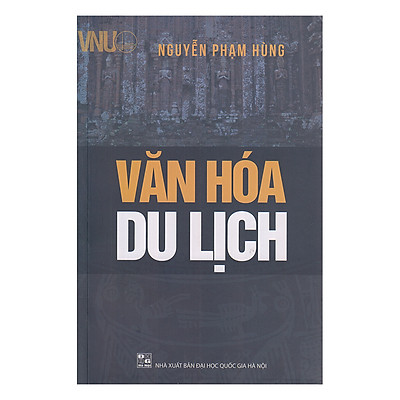 VNU
NGUYỄN PHẠM HÙNG
VĂN HÓA
DU LỊCH
NHÀ XUẤT BẢN ĐẠI HỌC QUỐC GIA HÀ NỘI